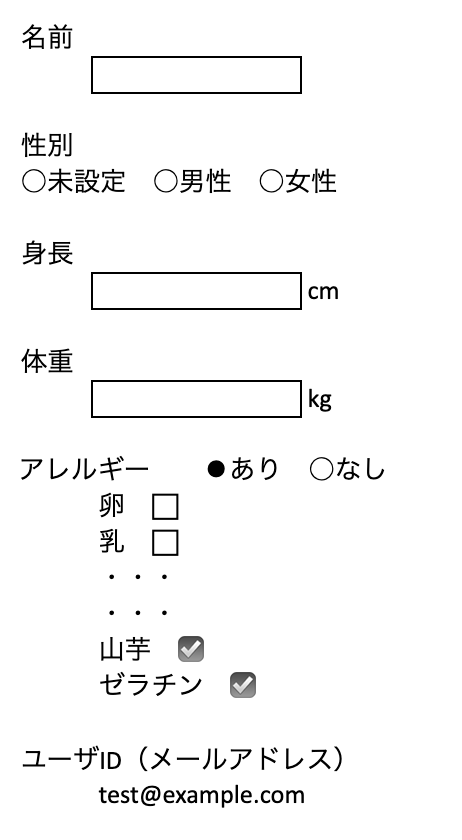 名前
性別
○未設定　○男性　○女性
身長
cm
体重
kg
アレルギー　　●あり　○なし
卵　□
乳　□
・・・
・・・
山芋　☑
ゼラチン　☑
ユーザID（メールアドレス）
test@example.com